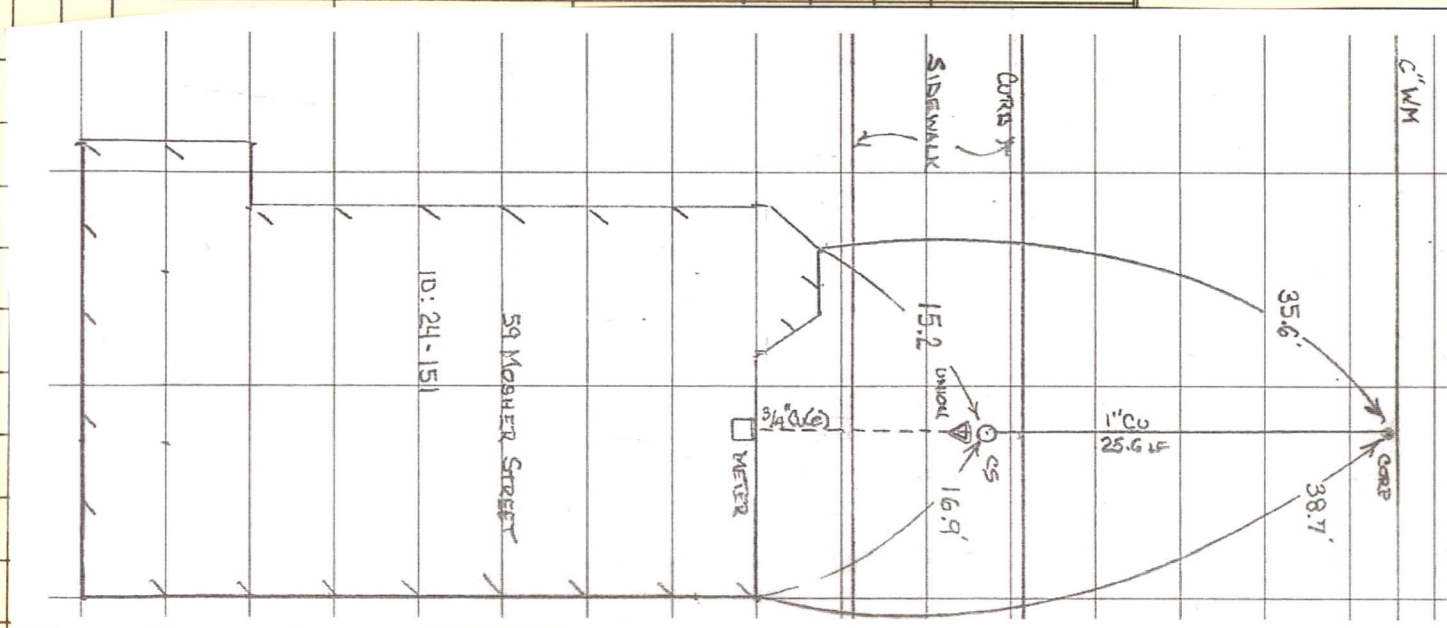 6" WM
CURB
SIDEWALK
35.6'
15.2
UNION
3/4" CU(E)
1" CU
25.6 LF
CORP
CS
METER
16.9'
38.7'
59 MOSHER STREET
ID: 24-151